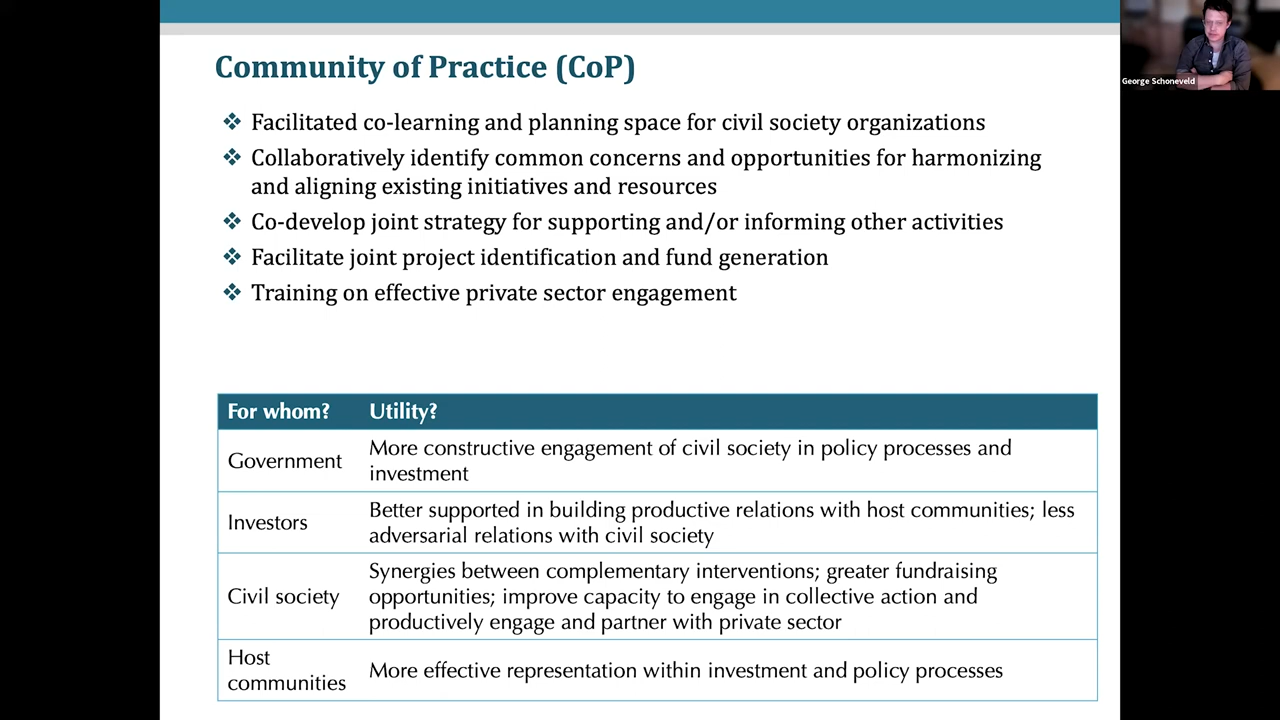 Community of Practice (CoP)
❖ Facilitated co-learning and planning space for civil society organizations
❖ Collaboratively identify common concerns and opportunities for harmonizing
and aligning existing initiatives and resources
❖ Co-develop joint strategy for supporting and/or informing other activities
❖ Facilitate joint project identification and fund generation
❖ Training on effective private sector engagement
For whom? Utility?
Government More constructive engagement of civil society in policy processes and
investment
Investors Better supported in building productive relations with host communities; less
adversarial relations with civil society
Civil society Synergies between complementary interventions; greater fundraising
opportunities; improve capacity to engage in collective action and
productively engage and partner with private sector
Host
communities More effective representation within investment and policy processes
George Schoneveld